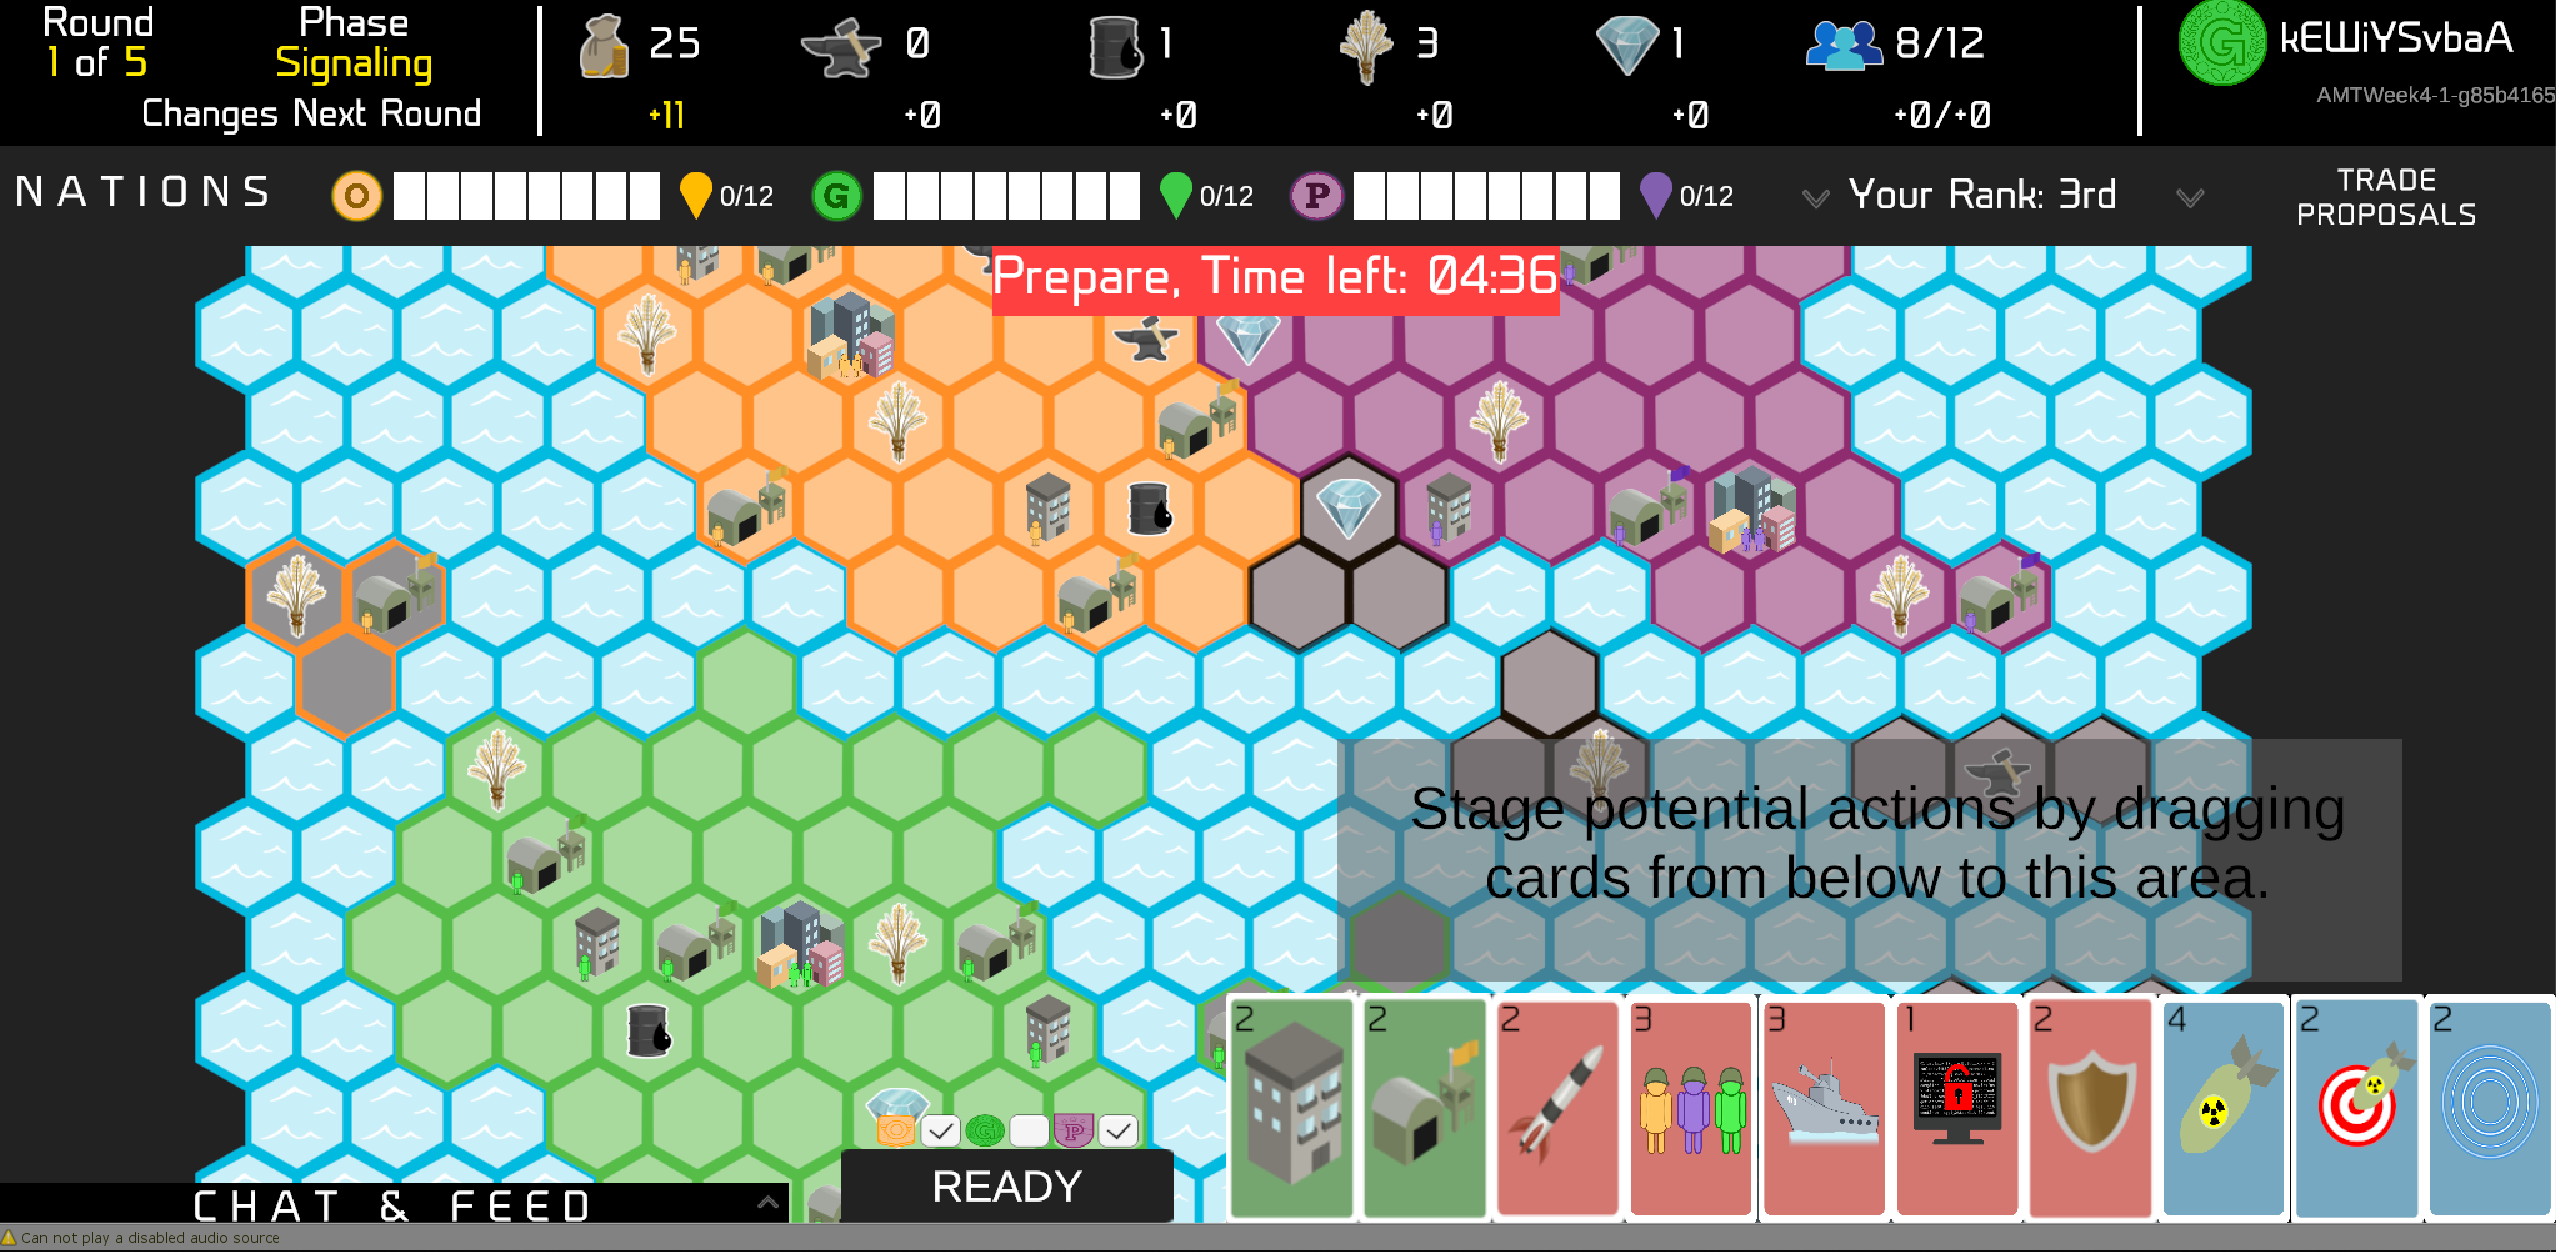 Round
1 of 5
Phase
Signaling
Changes Next Round
25
+11
0
+0
1
+0
3
+0
1
+0
8/12
+0/+0
G
kEWiYSvbaA
AMTWeek4-1-g85b4165
NATIONS
O
0/12
G
0/12
P
0/12
Your Rank: 3rd
TRADE
PROPOSALS
Prepare, Time left: 04:36
Stage potential actions by dragging
cards from below to this area.
2
2
2
3
3
1
2
4
2
2
O
G
P
READY
CHAT & FEED
Can not play a disabled audio source